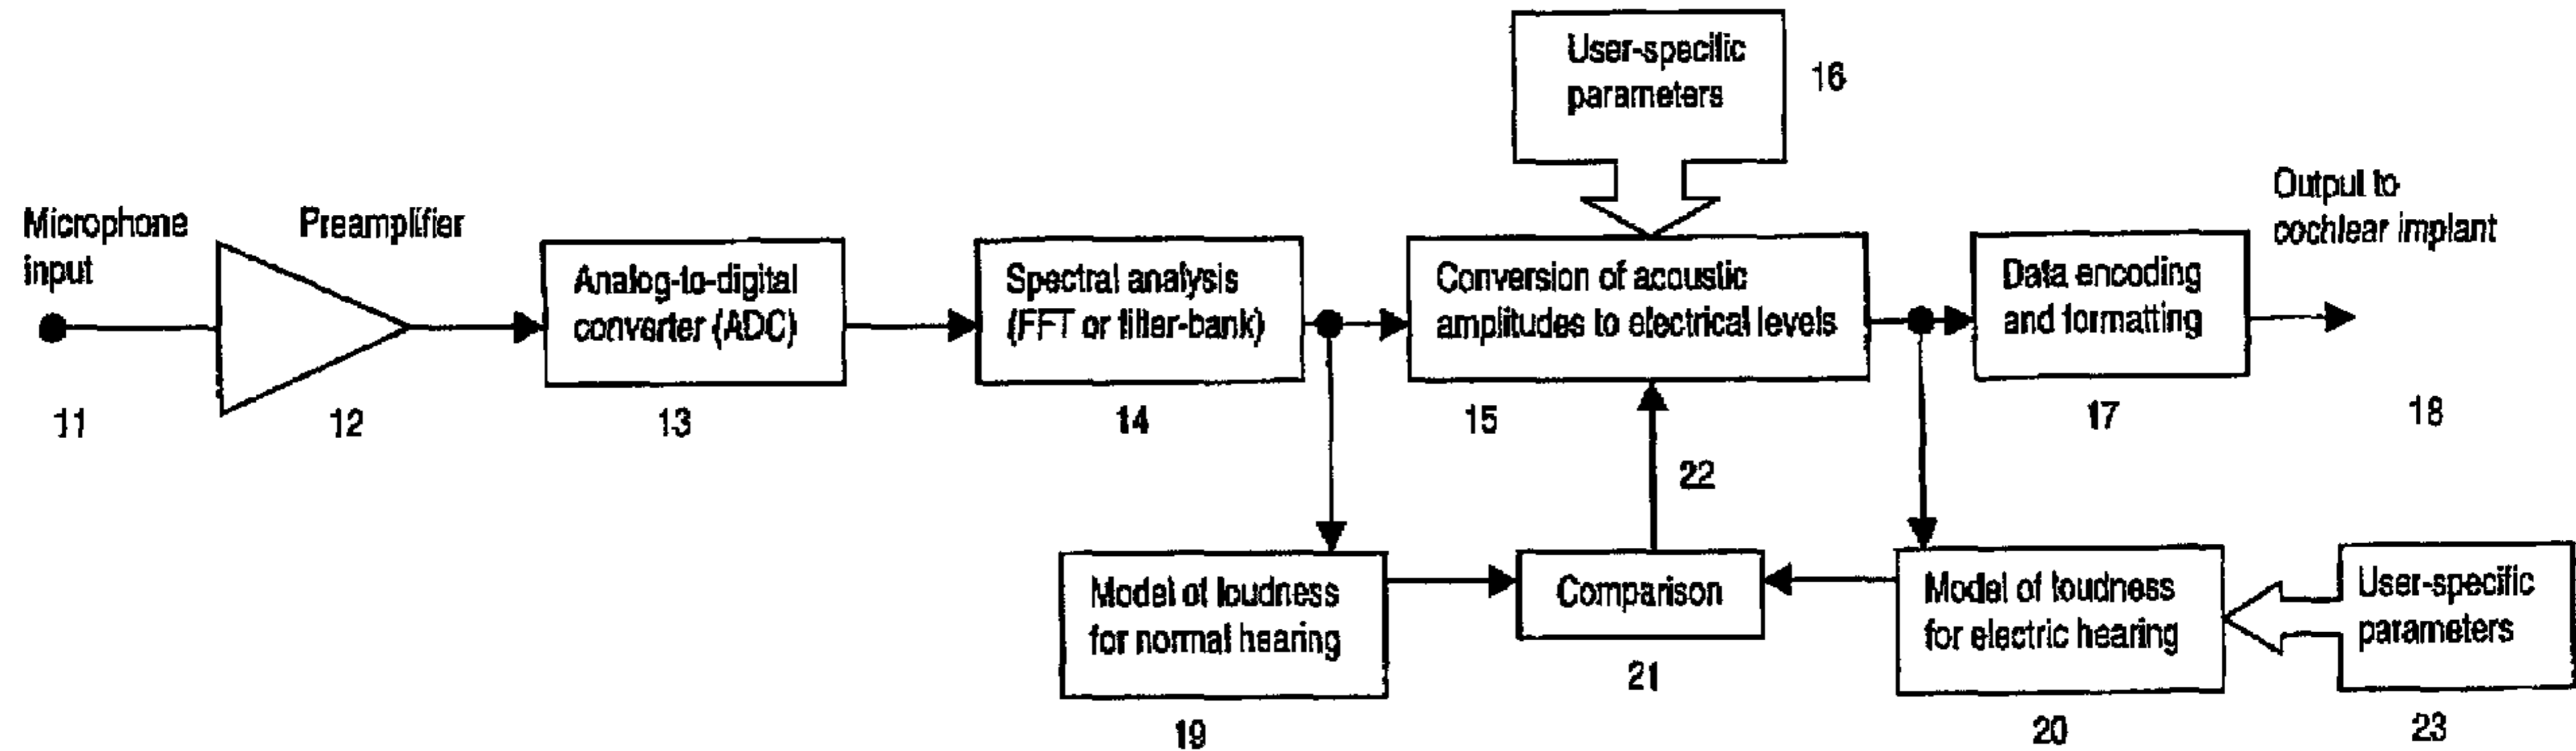 User-specific
parameters
16
Microphone
input
Preamplifier
Analog-to-digital
converter (ADC)
Spectral analysis
(FFT or filter-bank)
Conversion of acoustic
amplitudes to electrical levels
Data encoding
and formatting
Output to
cochlear implant
11
12
13
14
15
17
18
22
Model of loudness
for normal hearing
Comparison
Model of loudness
for electric hearing
User-specific
parameters
19
21
20
23